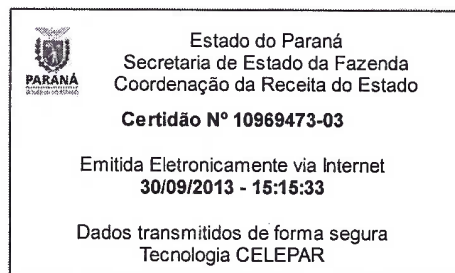 Estado do Paraná
Secretaria de Estado da Fazenda
PARANÁ
Coordenação da Receita do Estado
Certidão Nº 10969473-03
Emitida Eletronicamente via Internet
30/09/2013 - 15:15:33
Dados transmitidos de forma segura
Tecnologia CELEPAR